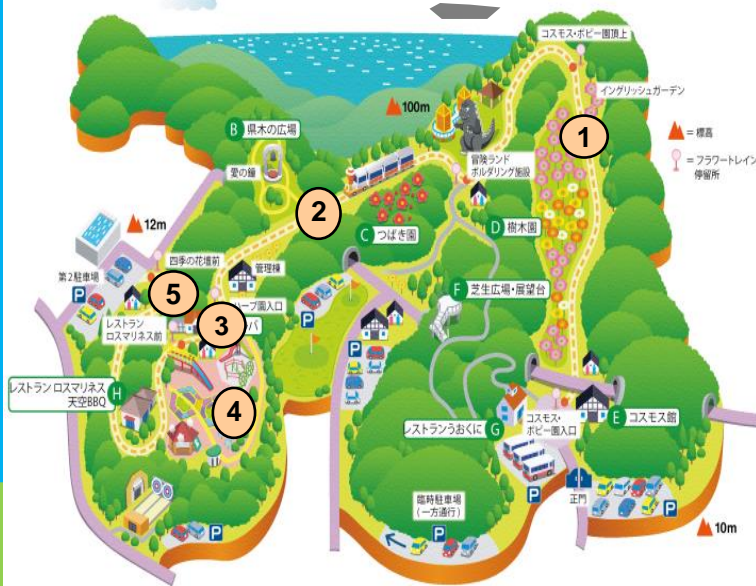 コスモス・ポピー園頂上
イングリッシュガーデン
1
= 標高
= フラワートレイン
停留所
100m
B 県木の広場
愛の鐘
冒険ランド
ボルダリング施設
2
C つばき園
D 樹木園
12m
四季の花壇前
管理棟
第2駐車場
P
5
ハーブ園入口
3
F 芝生広場・展望台
P
レストラン
ロスマリネス前
P
レストラン ロスマリネス
天空BBQ
H
4
レストランうおくに G
コスモス・
ポピー園入口
E コスモス館
臨時駐車場
(一方通行)
P
P
正門
P
P
10m